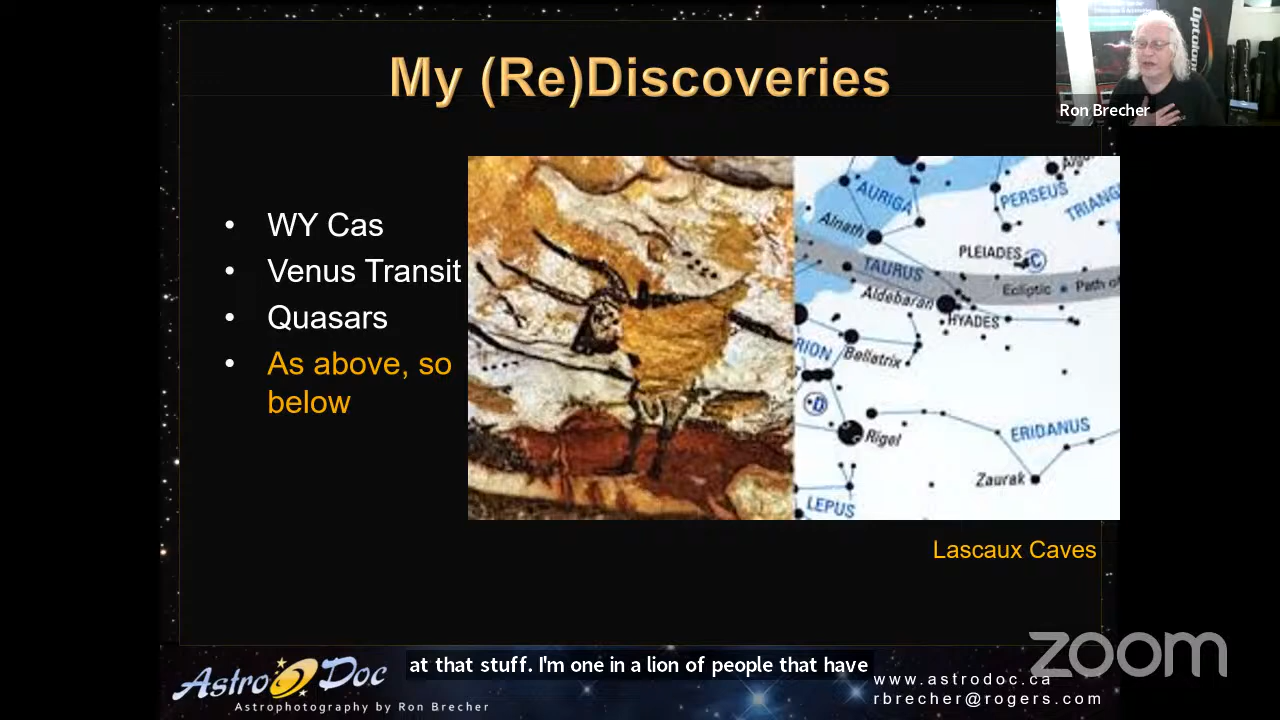 My (Re)Discoveries
Optolong
Ron Brecher
• WY Cas
• Venus Transit
• Quasars
• As above, so
below
AURIGA
PERSEUS
TRIANG
Alnath
PLEIADES
C
TAURUS
Ecliptic
Path of
Aldebaran
HYADES
RION
Bellatrix
D
Rigel
ERIDANUS
Zaurak
LEPUS
Lascaux Caves
zoom
AstroDoc
Astrophotography by Ron Brecher
at that stuff. I'm one in a lion of people that have
www.astrodoc.ca
rbrecher@rogers.com